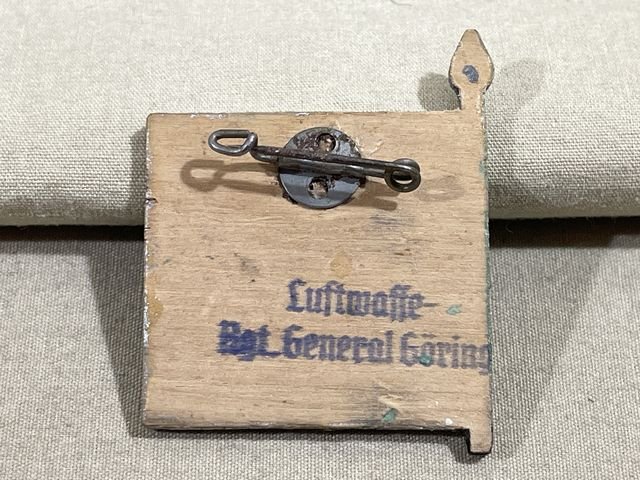 Luftwaffe-
Rgt. General Göring